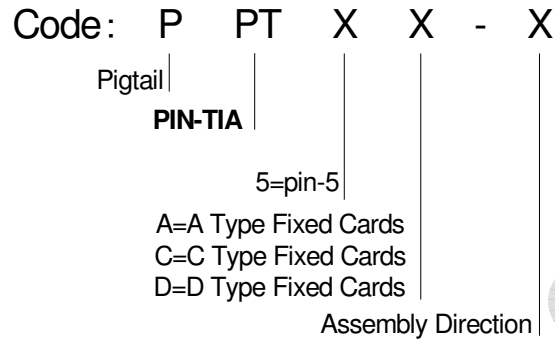 Code: P PT X X - X
Pigtail
PIN-TIA
5=pin-5
A=A Type Fixed Cards
C=C Type Fixed Cards
D=D Type Fixed Cards
Assembly Direction